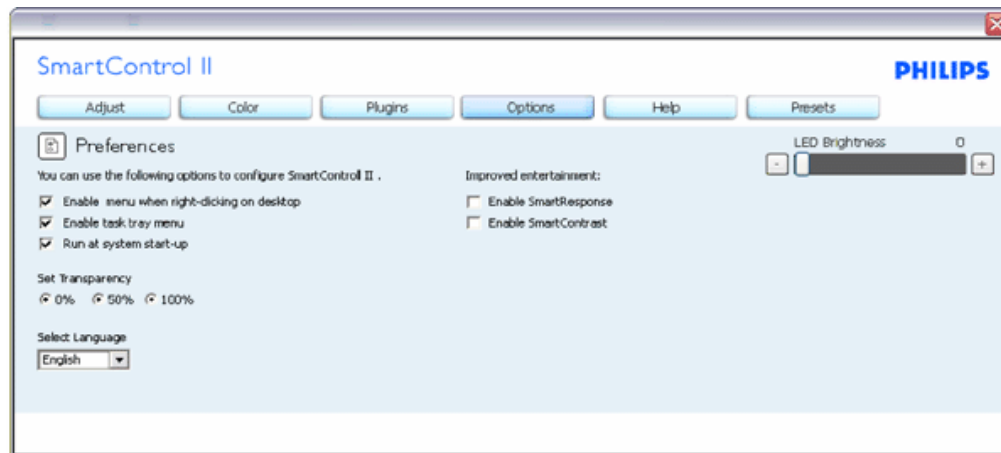 SmartControl II
PHILIPS
Adjust Color Plugins Options Help Presets
Preferences
LED Brightness 0
- +
You can use the following options to configure SmartControl II .
Improved entertainment:
Enable menu when right-clicking on desktop
Enable SmartResponse
Enable task tray menu
Enable SmartContrast
Run at system start-up
Set Transparency
0% 50% 100%
Select Language
English